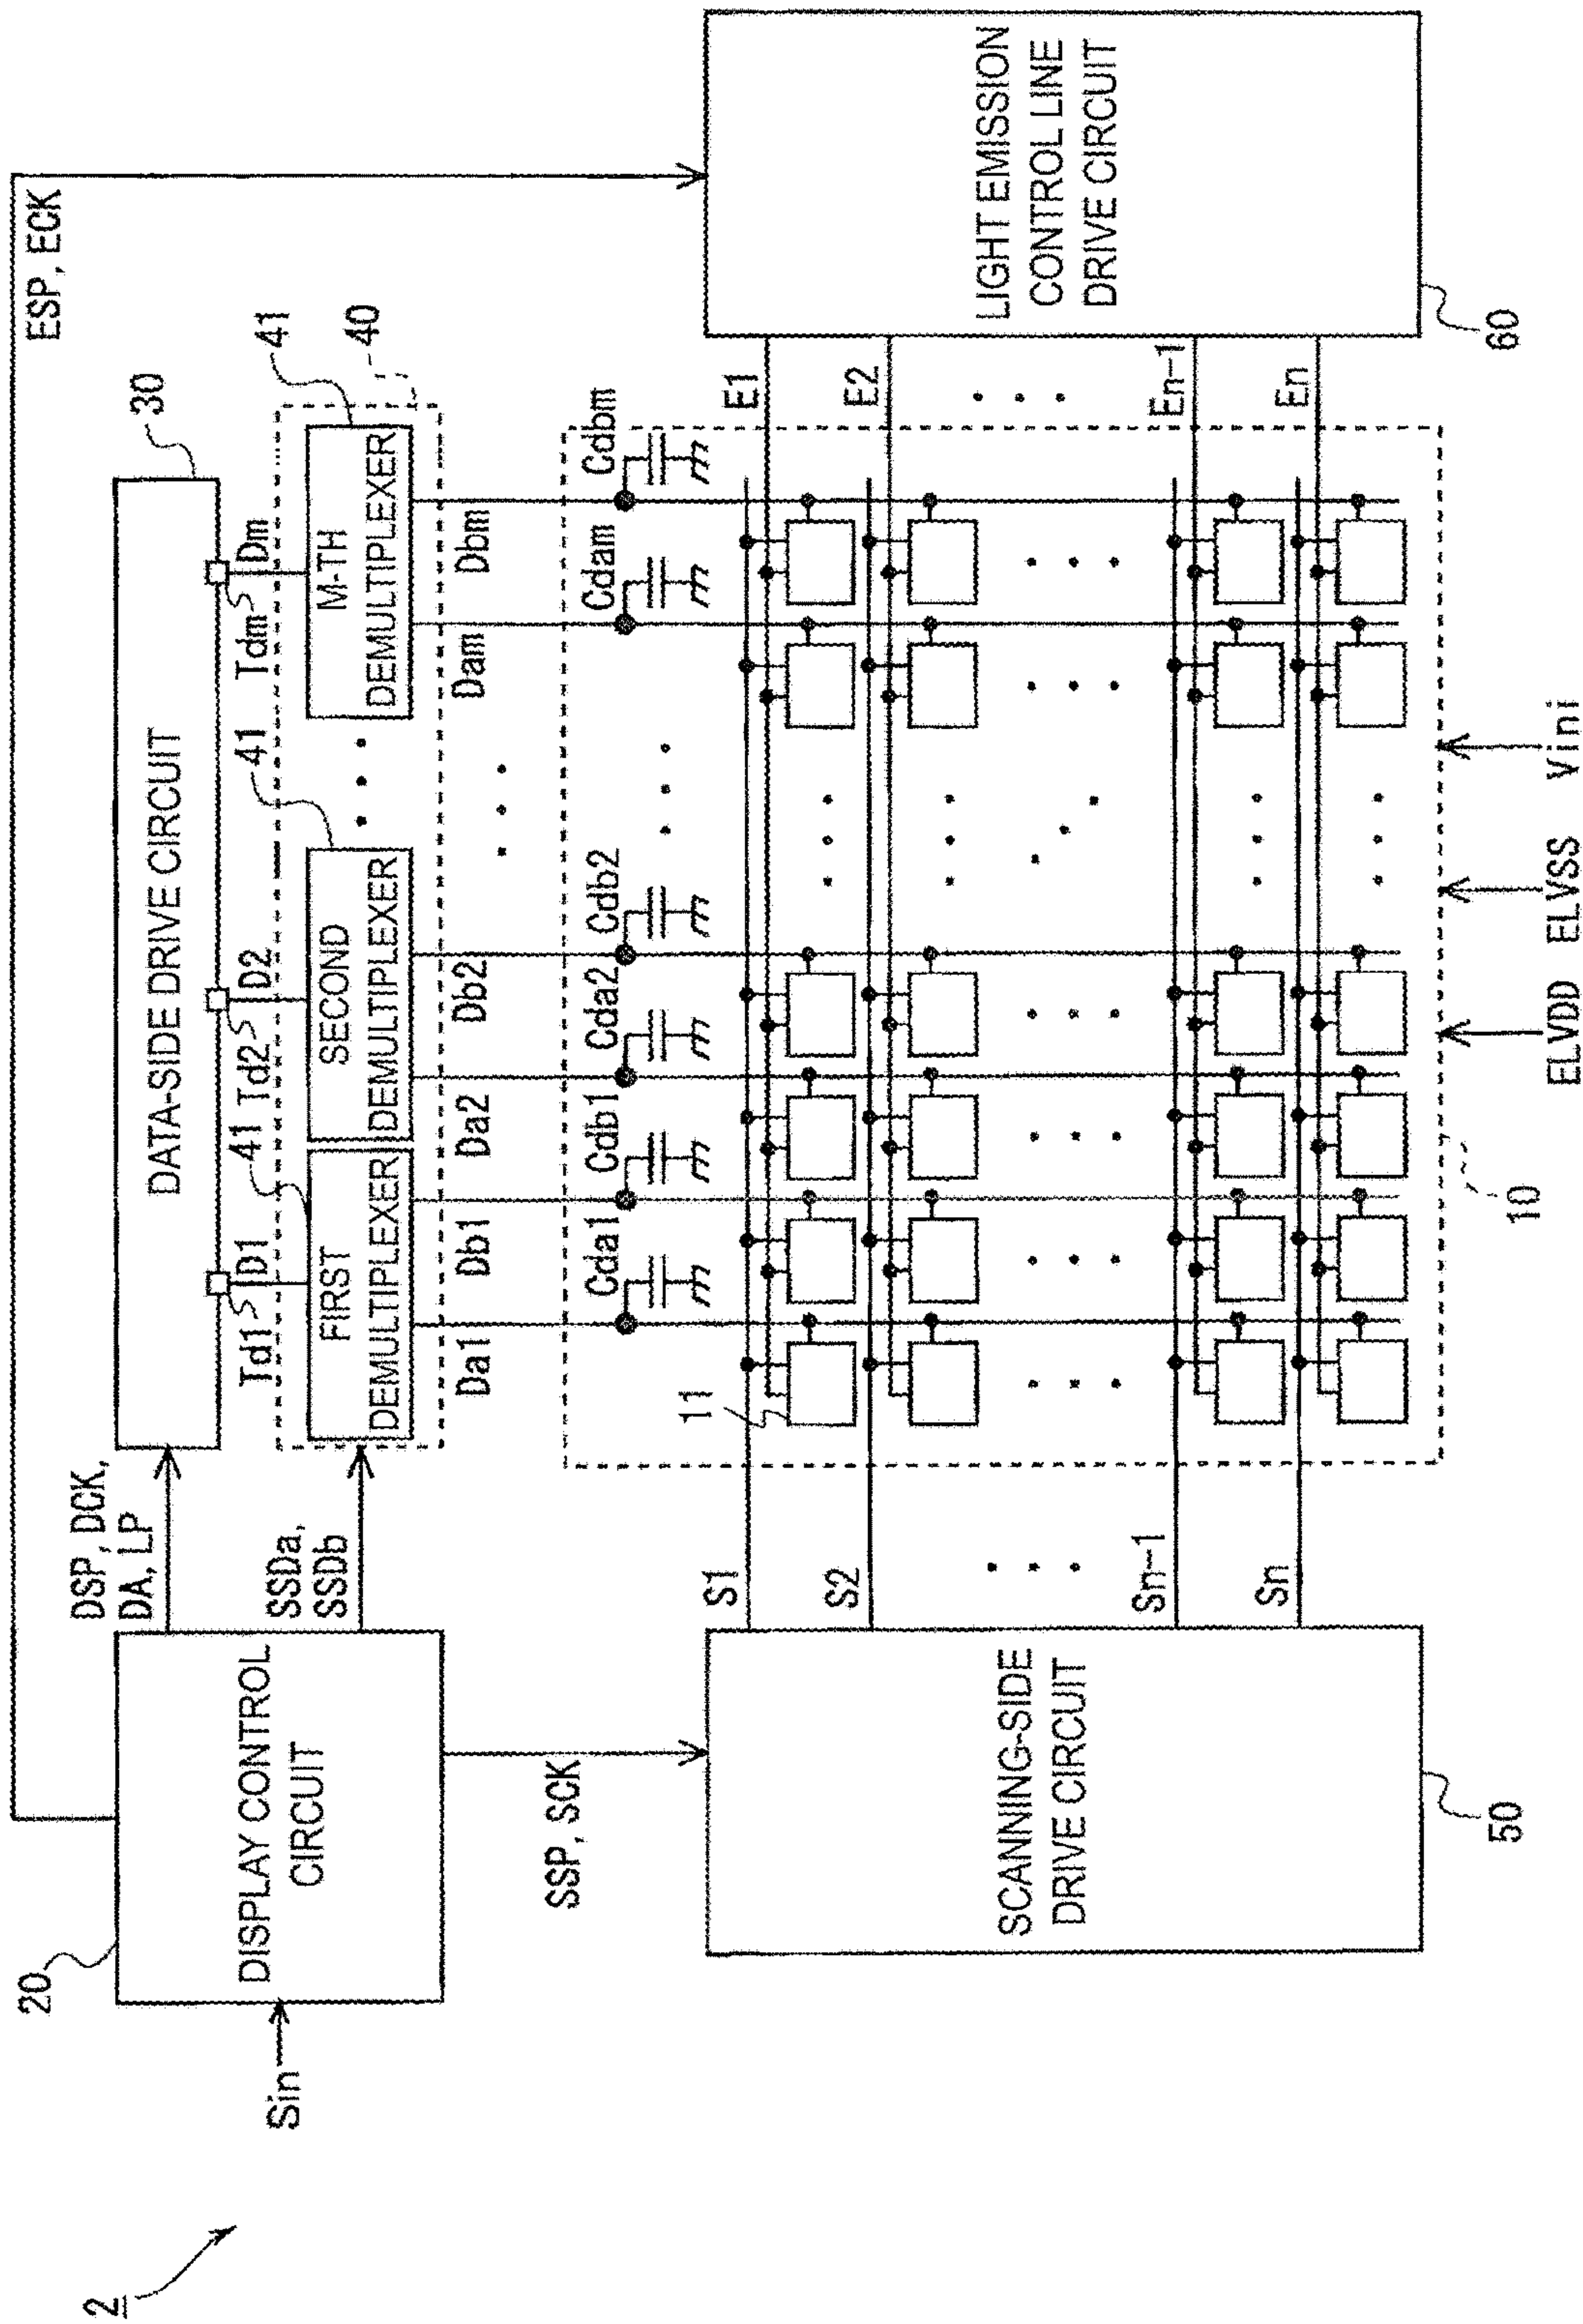 2
Sin
20
DISPLAY CONTROL
CIRCUIT
ESP, ECK
DSP, DCK,
DA, LP
SSDa,
SSDb
SSP, SCK
DATA-SIDE DRIVE CIRCUIT
30
Td1
D1
41
Td2
D2
41
Tdm
Dm
41
40
FIRST
DEMULTIPLEXER
SECOND
DEMULTIPLEXER
M-TH
DEMULTIPLEXER
Da1
Db1
Da2
Db2
Dam
Dbm
Cda1
Cdb1
Cda2
Cdb2
Cdam
Cdbm
11
S1
S2
Sn-1
Sn
E1
E2
En-1
En
SCANNING-SIDE
DRIVE CIRCUIT
50
LIGHT EMISSION
CONTROL LINE
DRIVE CIRCUIT
60
10
ELVDD
ELVSS
Vini